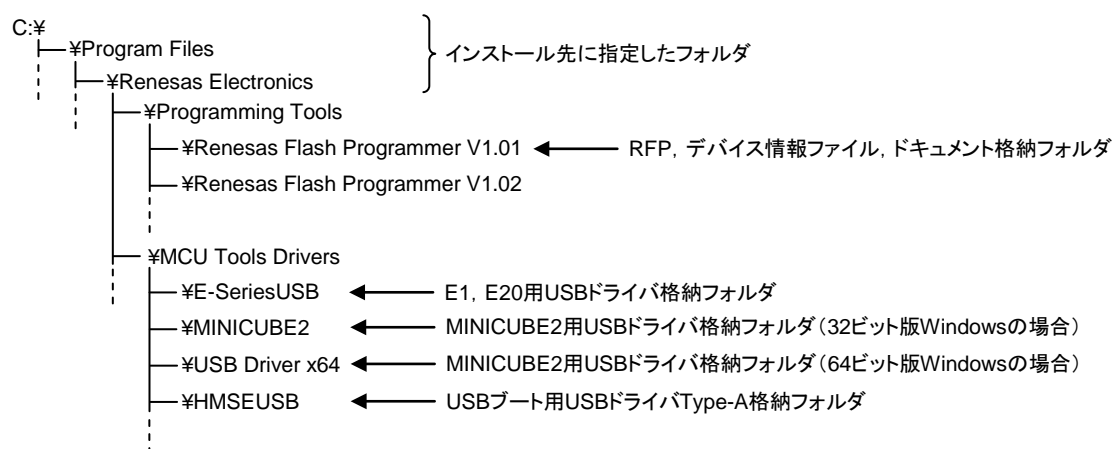 C:¥
¥Program Files
インストール先に指定したフォルダ
¥Renesas Electronics
¥Programming Tools
¥Renesas Flash Programmer V1.01 RFP，デバイス情報ファイル，ドキュメント格納フォルダ
¥Renesas Flash Programmer V1.02
¥MCU Tools Drivers
¥E-SeriesUSB E1，E20用USBドライバ格納フォルダ
¥MINICUBE2 MINICUBE2用USBドライバ格納フォルダ（32ビット版Windowsの場合）
¥USB Driver x64 MINICUBE2用USBドライバ格納フォルダ（64ビット版Windowsの場合）
¥HMSEUSB USBブート用USBドライバType-A格納フォルダ